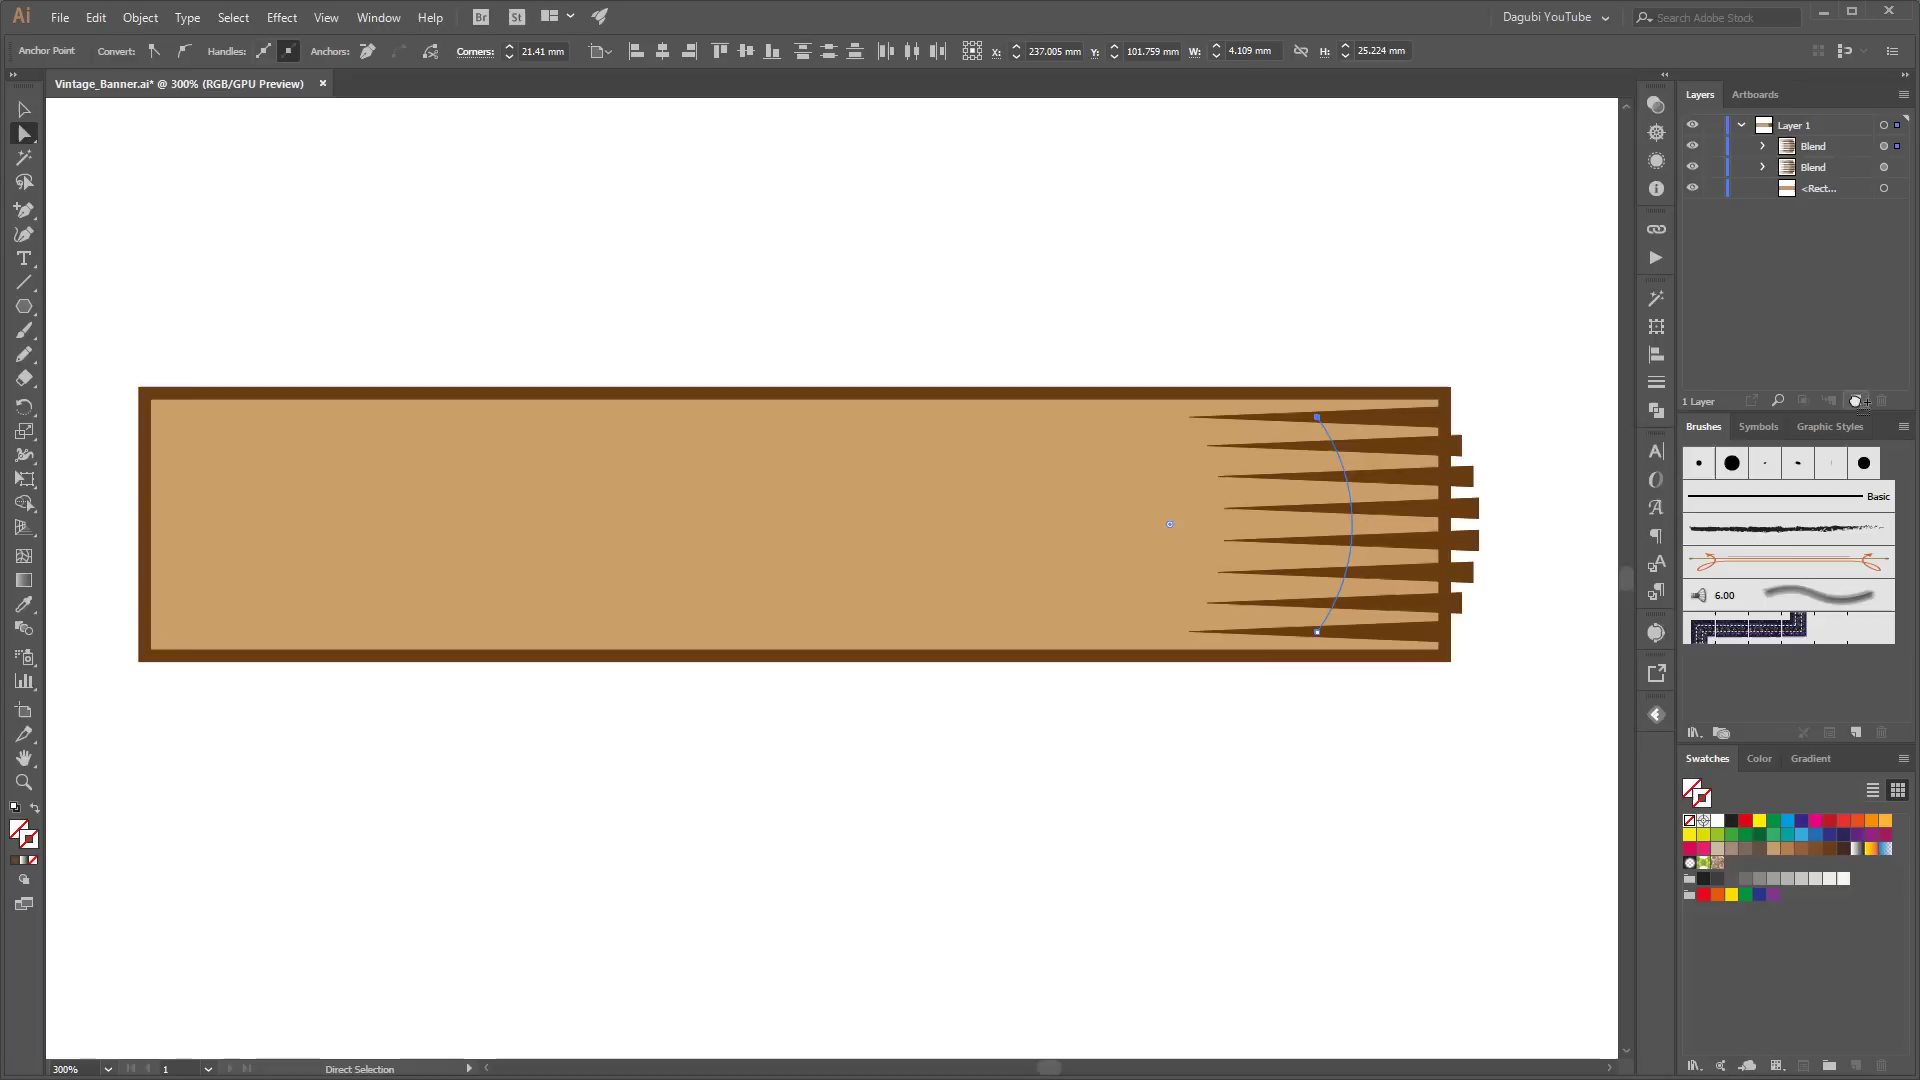 Ai File Edit Object Type Select Effect View Window Help Br St Dagubi YouTube Search Adobe Stock
Anchor Point Convert: Handles: Anchors: Corners: 21.41 mm X: 237.005 mm Y: 101.759 mm W: 4.109 mm H: 25.224 mm
Vintage_Banner.ai* @ 300% (RGB/GPU Preview)
Layers Artboards
Layer 1
Blend
Blend
<Rect...
1 Layer
Brushes Symbols Graphic Styles
Basic
6.00
Swatches Color Gradient
300% 1 Direct Selection